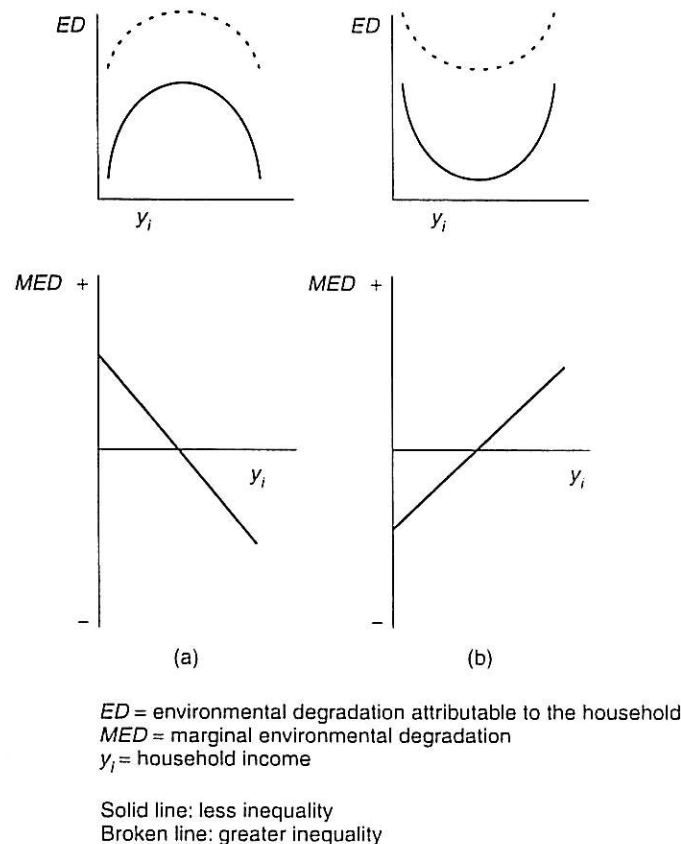 ED
ED
y_i
y_i
MED +
MED +
y_i
y_i
–
–
(a)
(b)
ED = environmental degradation attributable to the household
MED = marginal environmental degradation
y_i = household income
Solid line: less inequality
Broken line: greater inequality